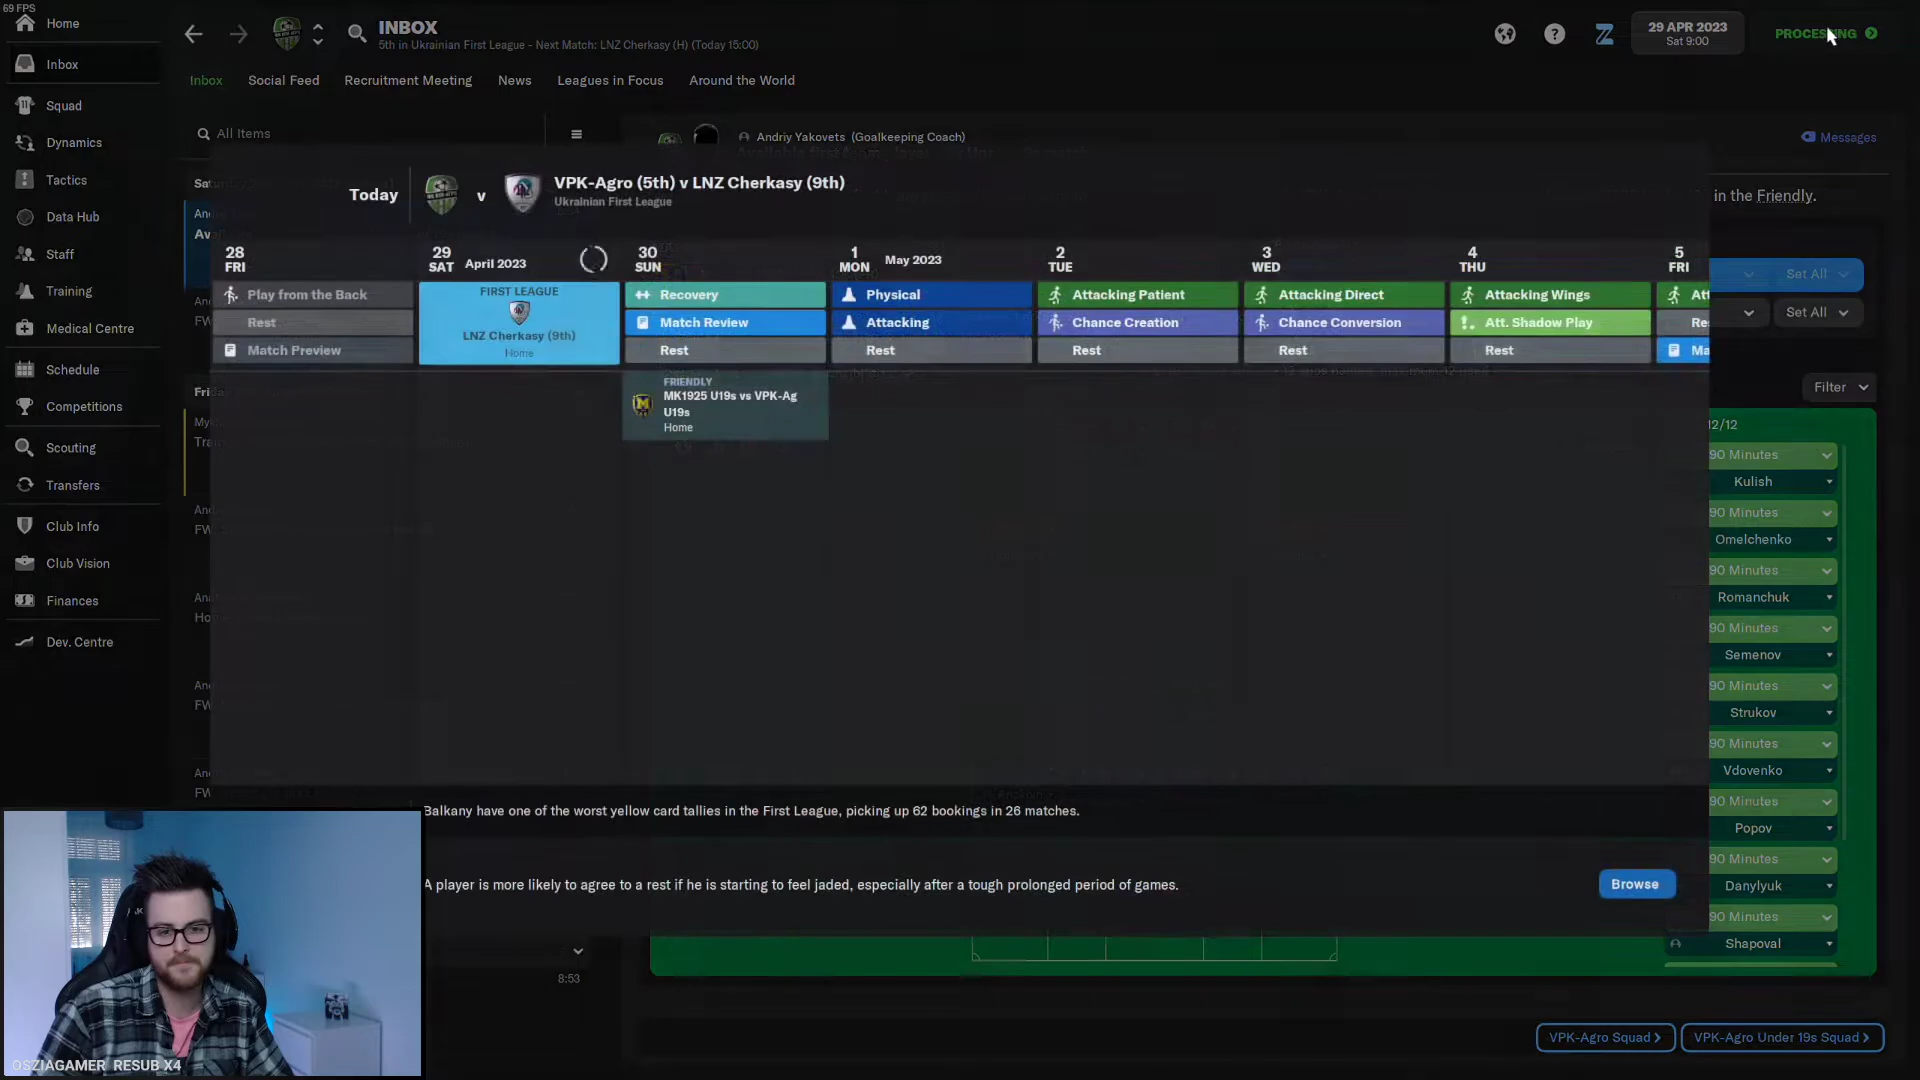 69 FPS
Home
Inbox
Squad
Dynamics
Tactics
Data Hub
Staff
Training
Medical Centre
Schedule
Competitions
Scouting
Transfers
Club Info
Club Vision
Finances
Dev. Centre
INBOX
5th in Ukrainian First League - Next Match: LNZ Cherkasy (H) (Today 15:00)
29 APR 2023
Sat 9:00
PROCESSING
Inbox
Social Feed
Recruitment Meeting
News
Leagues in Focus
Around the World
All Items
Andriy Yakovets (Goalkeeping Coach)
Messages
in the Friendly.
Today
v
VPK-Agro (5th) v LNZ Cherkasy (9th)
Ukrainian First League
28
FRI
29
SAT
April 2023
30
SUN
1
MON
May 2023
2
TUE
3
WED
4
THU
5
FRI
Play from the Back
Rest
Match Preview
FIRST LEAGUE
LNZ Cherkasy (9th)
Home
Recovery
Match Review
Rest
Physical
Attacking
Rest
Attacking Patient
Chance Creation
Rest
Attacking Direct
Chance Conversion
Rest
Attacking Wings
Att. Shadow Play
Rest
Att
Re
Ma
FRIENDLY
MK1925 U19s vs VPK-Ag
U19s
Home
Set All
Set All
Filter
12/12
90 Minutes
Kulish
90 Minutes
Omelchenko
90 Minutes
Romanchuk
90 Minutes
Semenov
90 Minutes
Strukov
90 Minutes
Vdovenko
90 Minutes
Popov
90 Minutes
Danylyuk
90 Minutes
Shapoval
Balkany have one of the worst yellow card tallies in the First League, picking up 62 bookings in 26 matches.
A player is more likely to agree to a rest if he is starting to feel jaded, especially after a tough prolonged period of games.
Browse
8:53
VPK-Agro Squad >
VPK-Agro Under 19s Squad >
OSZIAGAMER RESUB X4